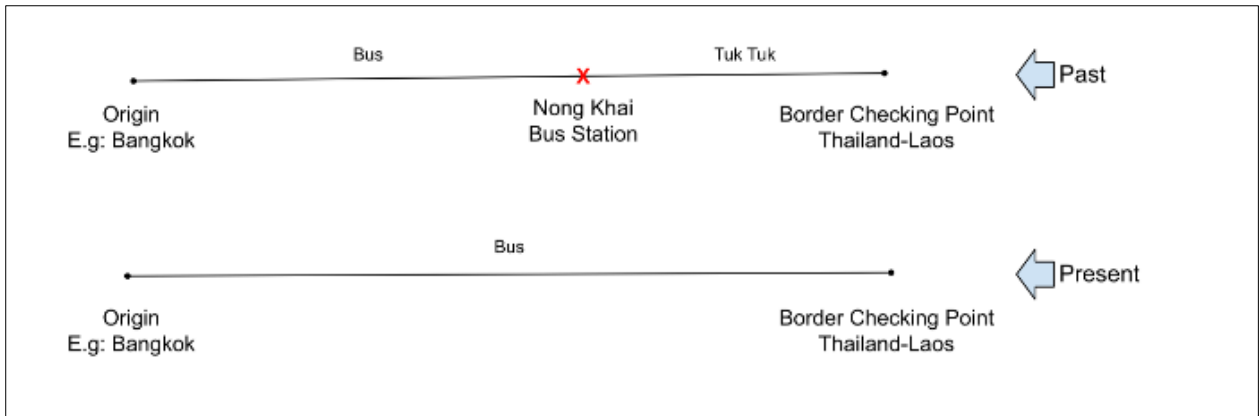 Bus
Tuk Tuk
X
Past
Origin
E.g: Bangkok
Nong Khai
Bus Station
Border Checking Point
Thailand-Laos
Bus
Present
Origin
E.g: Bangkok
Border Checking Point
Thailand-Laos